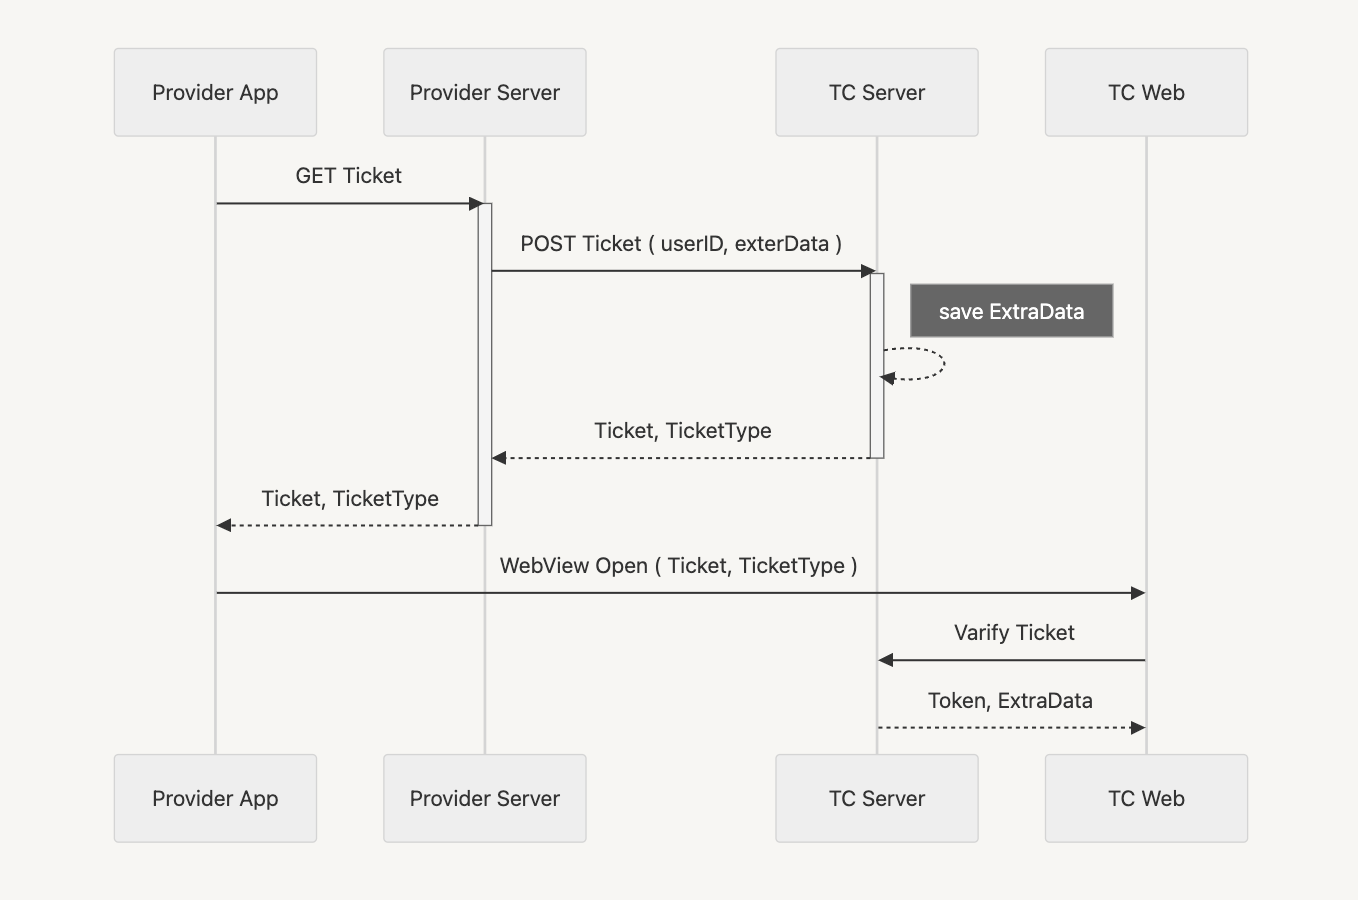 Provider App
Provider Server
TC Server
TC Web
GET Ticket
POST Ticket ( userID, exterData )
save ExtraData
Ticket, TicketType
Ticket, TicketType
WebView Open ( Ticket, TicketType )
Varify Ticket
Token, ExtraData
Provider App
Provider Server
TC Server
TC Web